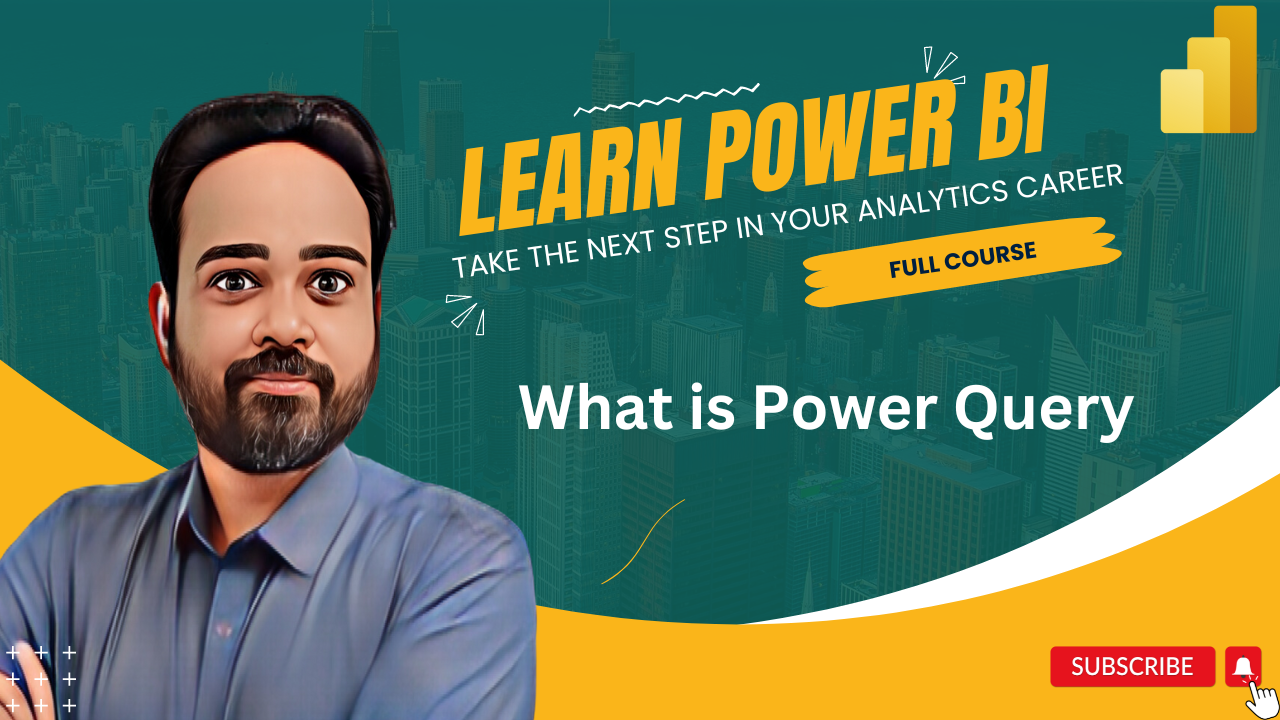 LEARN POWER BI
TAKE THE NEXT STEP IN YOUR ANALYTICS CAREER
FULL COURSE
What is Power Query
SUBSCRIBE